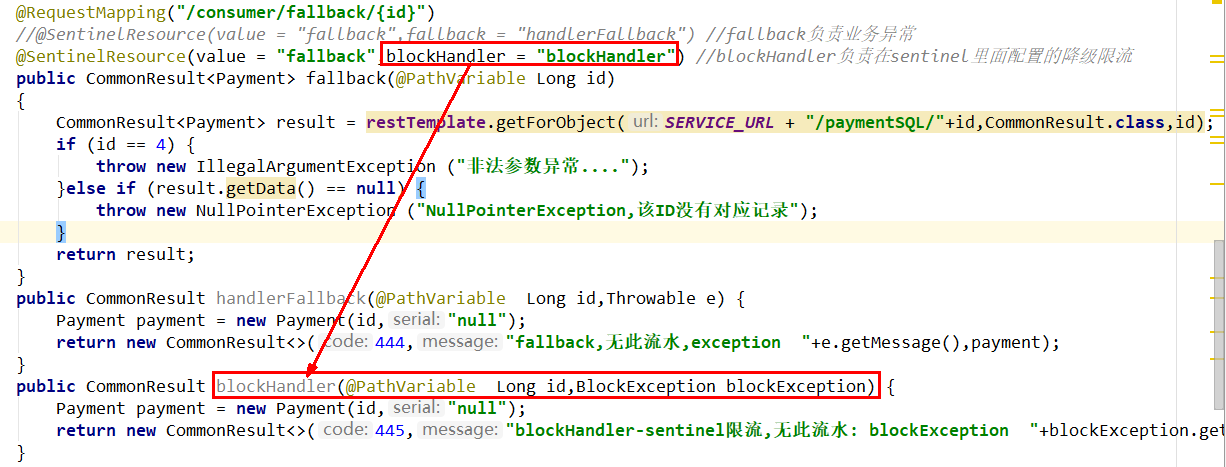 @RequestMapping("/consumer/fallback/{id}")
//@SentinelResource(value = "fallback",fallback = "handlerFallback") //fallback负责业务异常
@SentinelResource(value = "fallback",blockHandler = "blockHandler") //blockHandler负责在sentinel里面配置的降级限流
public CommonResult<Payment> fallback(@PathVariable Long id)
{
    CommonResult<Payment> result = restTemplate.getForObject( url: SERVICE_URL + "/paymentSQL/"+id,CommonResult.class,id);
    if (id == 4) {
        throw new IllegalArgumentException ("非法参数异常....");
    }else if (result.getData() == null) {
        throw new NullPointerException ("NullPointerException,该ID没有对应记录");
    }
    return result;
}
public CommonResult handlerFallback(@PathVariable  Long id,Throwable e) {
    Payment payment = new Payment(id, serial: "null");
    return new CommonResult<>( code: 444, message: "fallback,无此流水,exception  "+e.getMessage(),payment);
}
public CommonResult blockHandler(@PathVariable  Long id,BlockException blockException) {
    Payment payment = new Payment(id, serial: "null");
    return new CommonResult<>( code: 445, message: "blockHandler-sentinel限流,无此流水: blockException  "+blockException.get
}